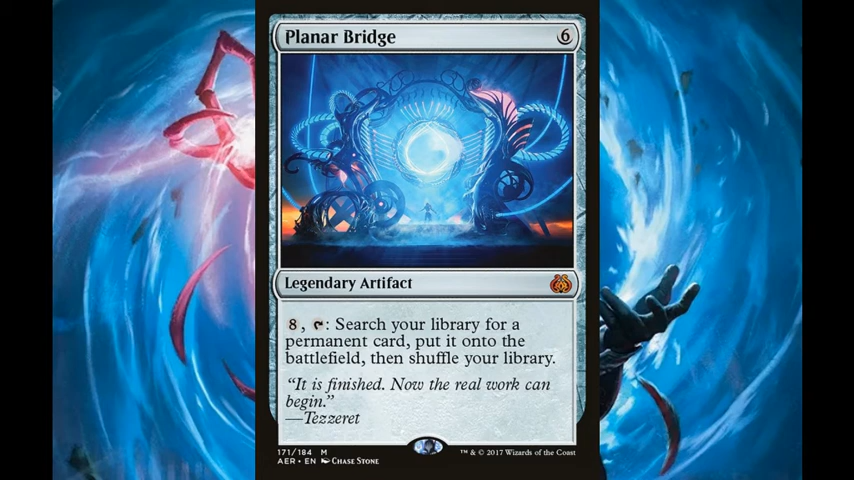 Planar Bridge 6
Legendary Artifact
8, : Search your library for a
permanent card, put it onto the
battlefield, then shuffle your library.
“It is finished. Now the real work can
begin.”
—Tezzeret
171/184 M
AER • EN Chase Stone
™ & © 2017 Wizards of the Coast